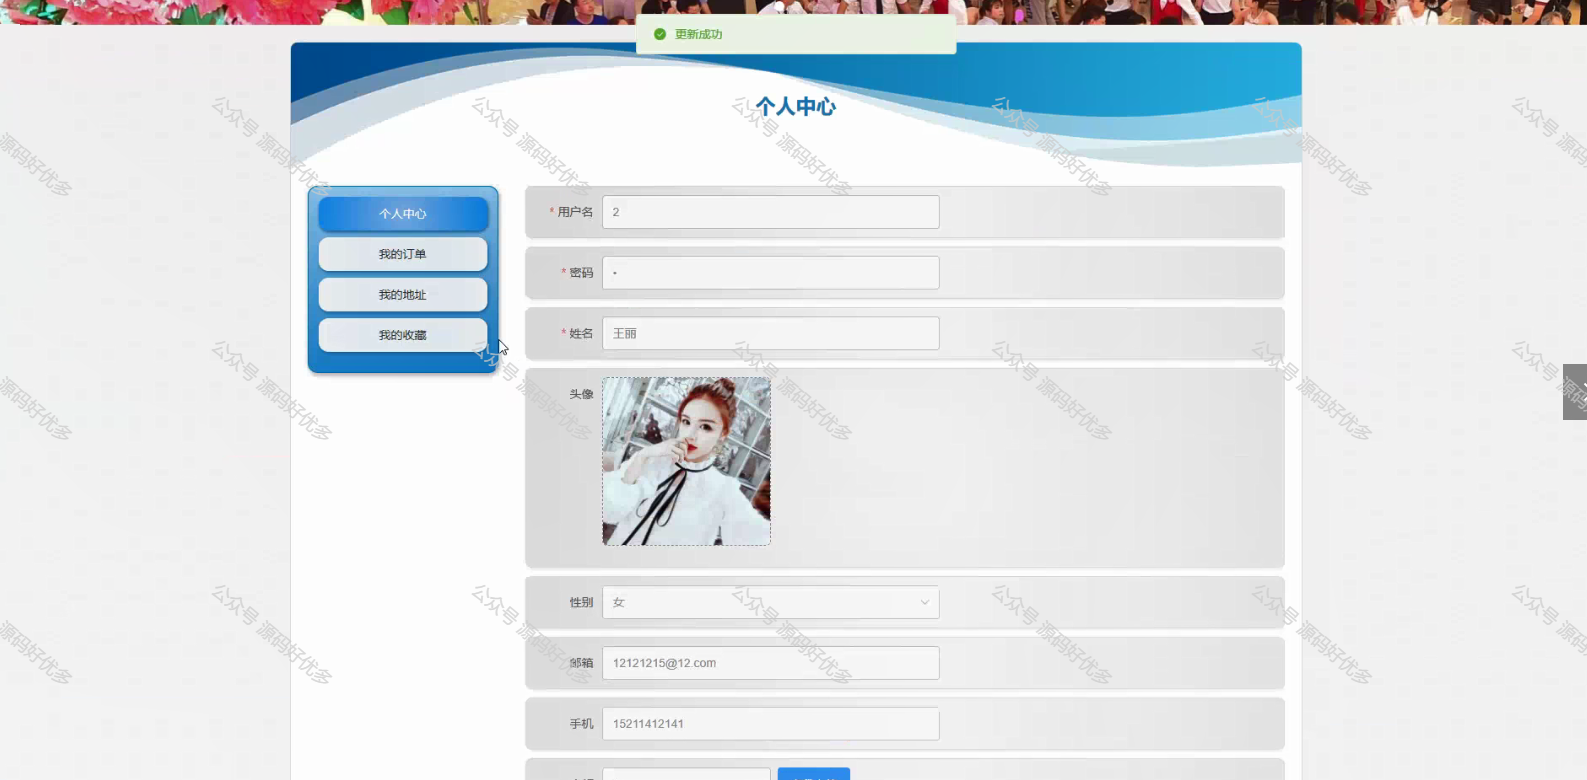 更新成功
个人中心
个人中心
我的订单
我的地址
我的收藏
* 用户名
2
* 密码
•
* 姓名
王丽
头像
性别
女
邮箱
12121215@12.com
手机
15211412141
公众号 源码好优多